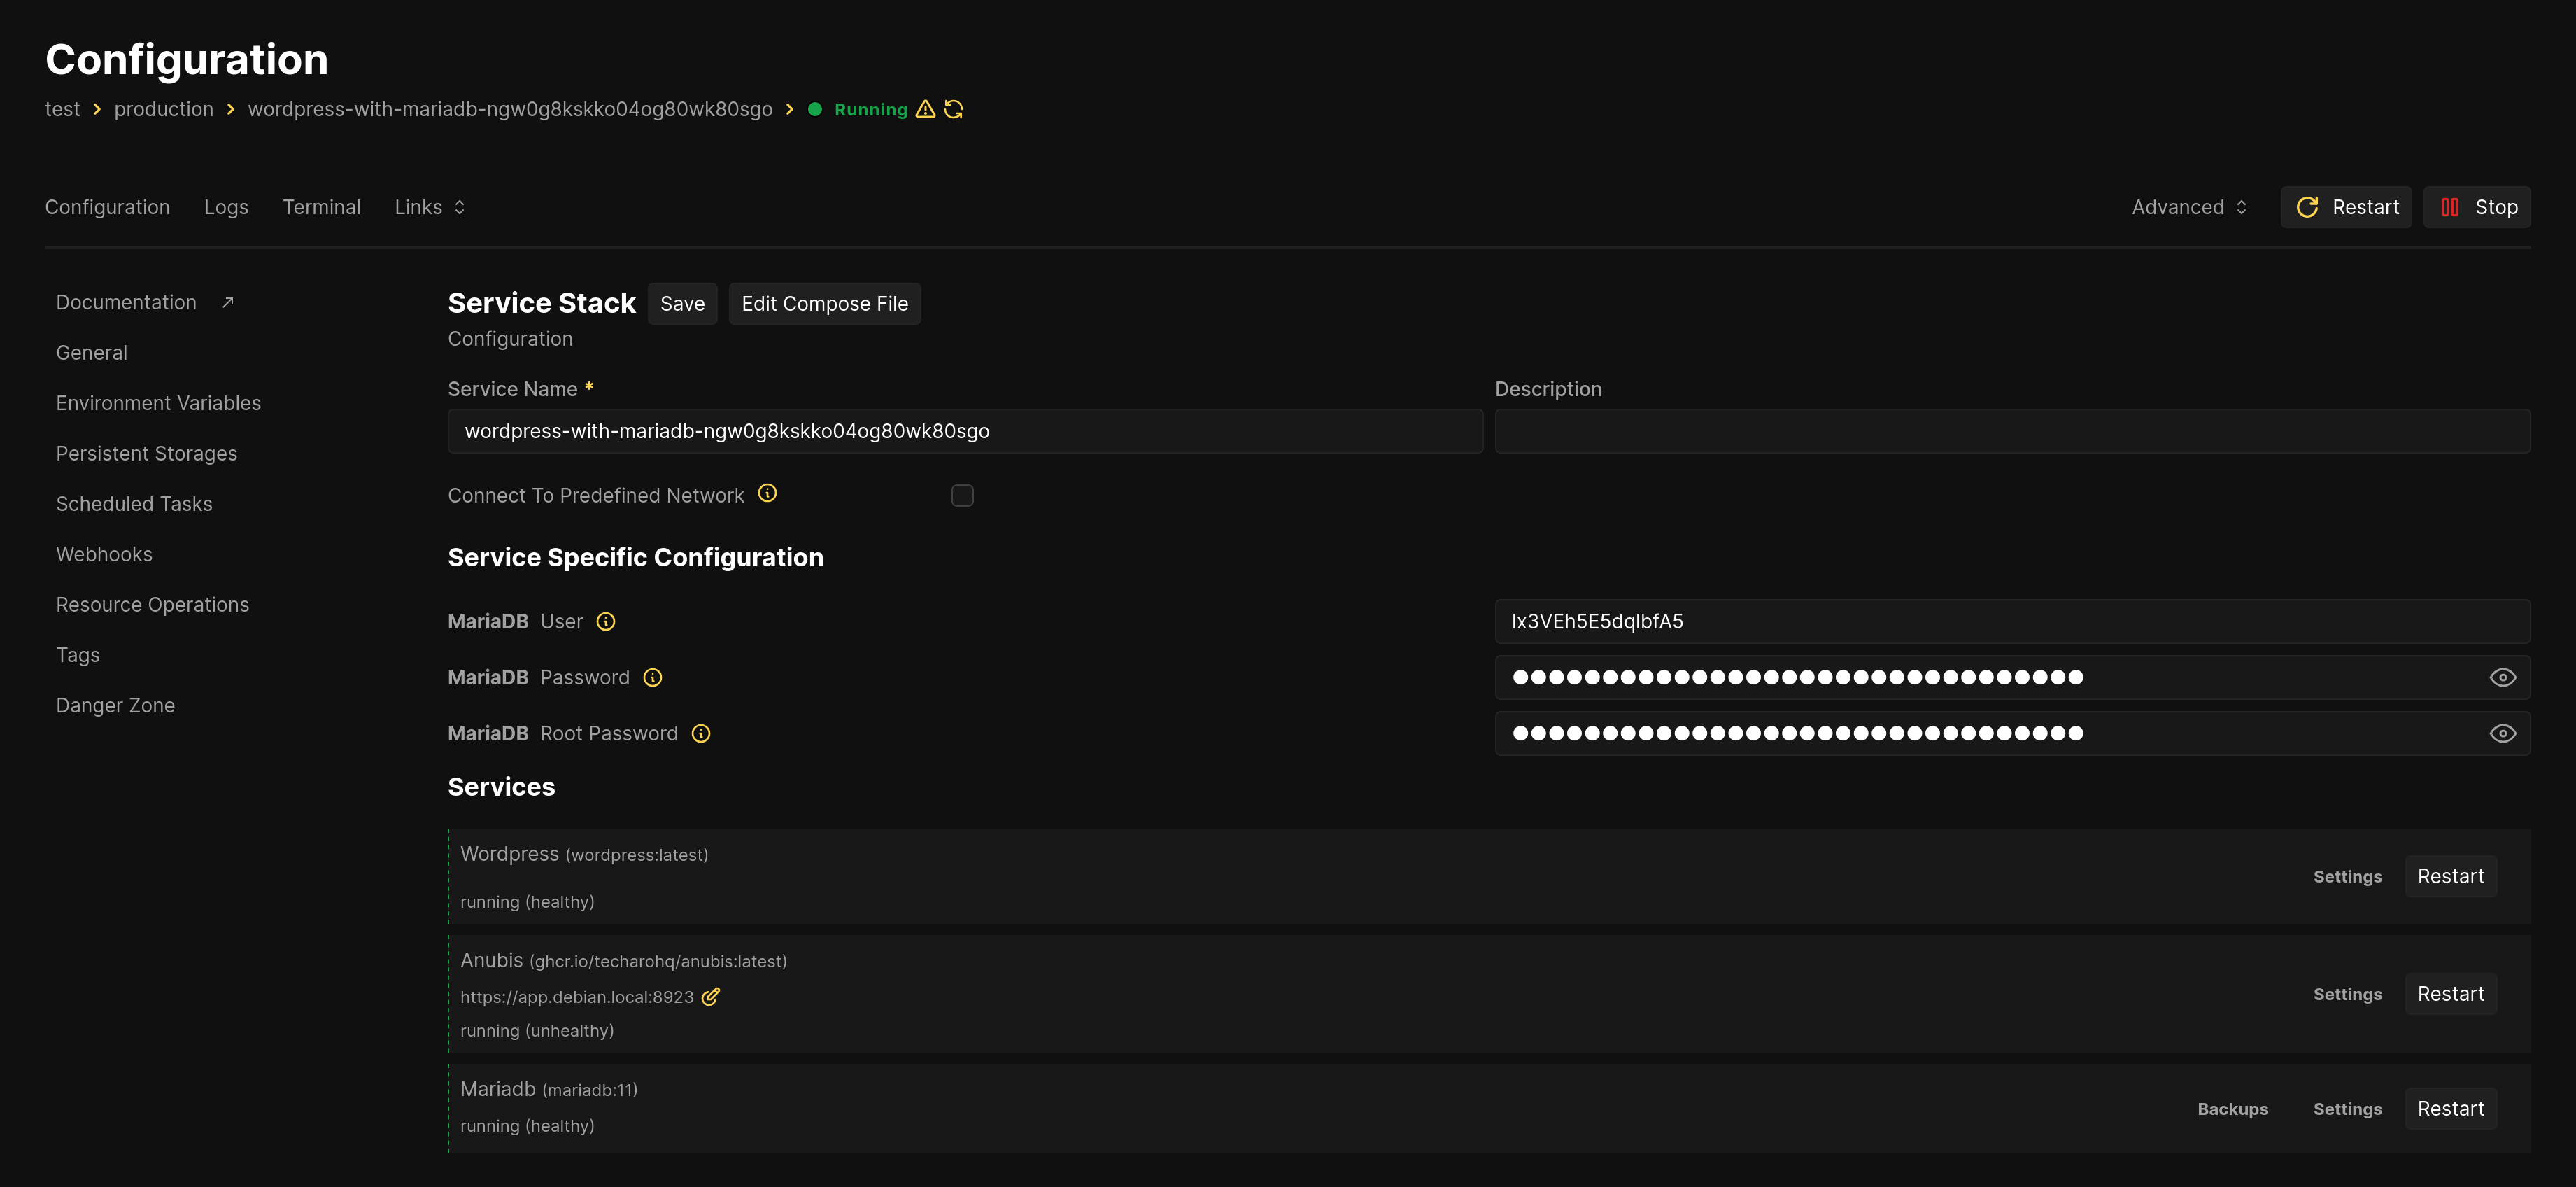 Configuration
test production wordpress-with-mariadb-ngw0g8kskko04og80wk80sgo Running
Configuration Logs Terminal Links Advanced Restart Stop
Documentation
General
Environment Variables
Persistent Storages
Scheduled Tasks
Webhooks
Resource Operations
Tags
Danger Zone
Service Stack Save Edit Compose File
Configuration
Service Name * Description
wordpress-with-mariadb-ngw0g8kskko04og80wk80sgo
Connect To Predefined Network
Service Specific Configuration
MariaDB User
lx3VEh5E5dqlbfA5
MariaDB Password
MariaDB Root Password
Services
Wordpress (wordpress:latest)
running (healthy)
Settings Restart
Anubis (ghcr.io/techarohq/anubis:latest)
https://app.debian.local:8923
running (unhealthy)
Settings Restart
Mariadb (mariadb:11)
running (healthy)
Backups Settings Restart